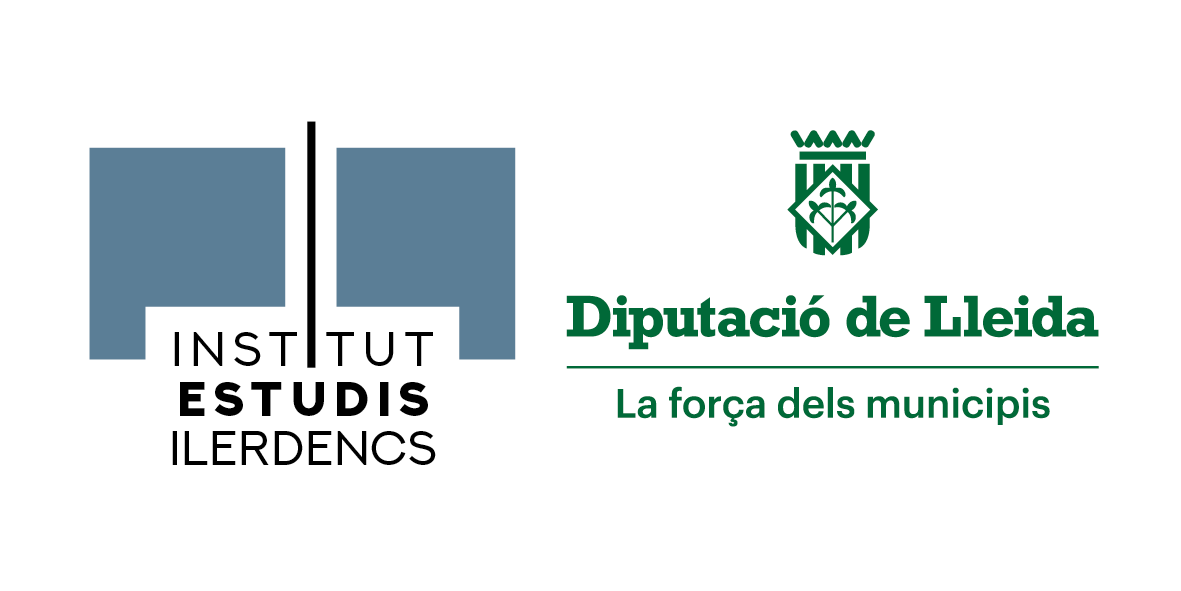 INSTITUT
ESTUDIS
ILERDENCS
Diputació de Lleida
La força dels municipis